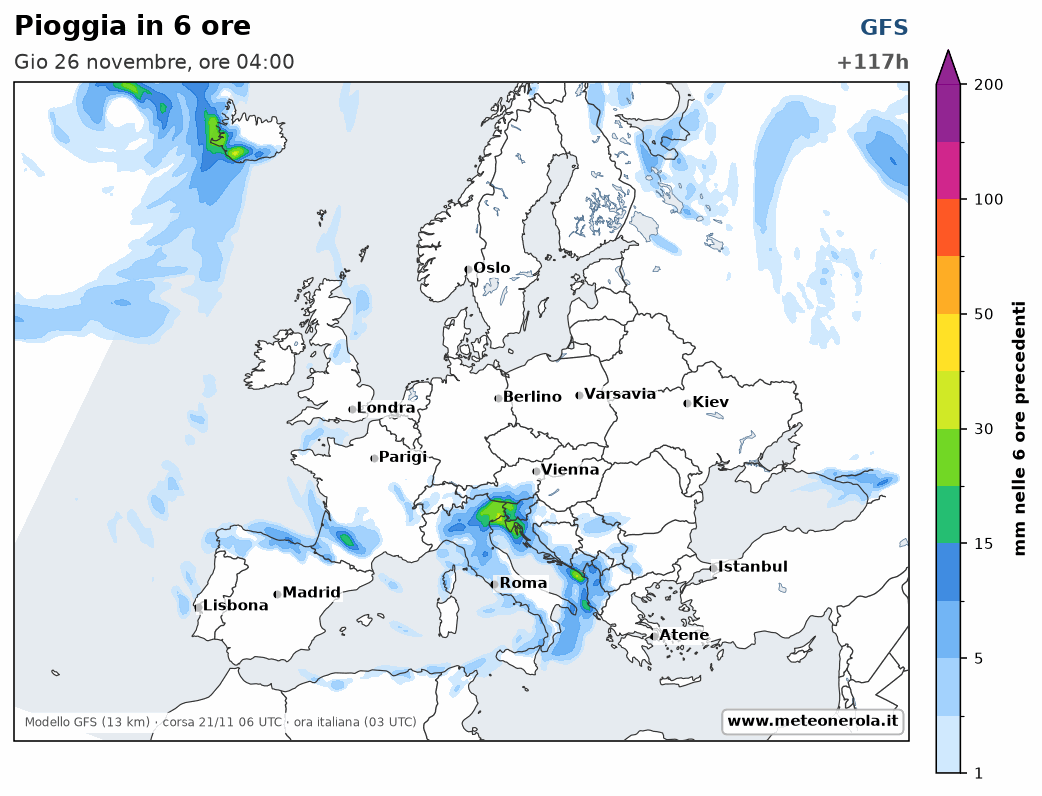 Pioggia in 6 ore
GFS
Gio 26 novembre, ore 04:00
+117h
200
100
50
30
15
5
1
mm nelle 6 ore precedenti
Oslo
Berlino
Varsavia
Kiev
Londra
Parigi
Vienna
Istanbul
Roma
Madrid
Lisbona
Atene
Modello GFS (13 km) · corsa 21/11 06 UTC · ora italiana (03 UTC)
www.meteonerola.it